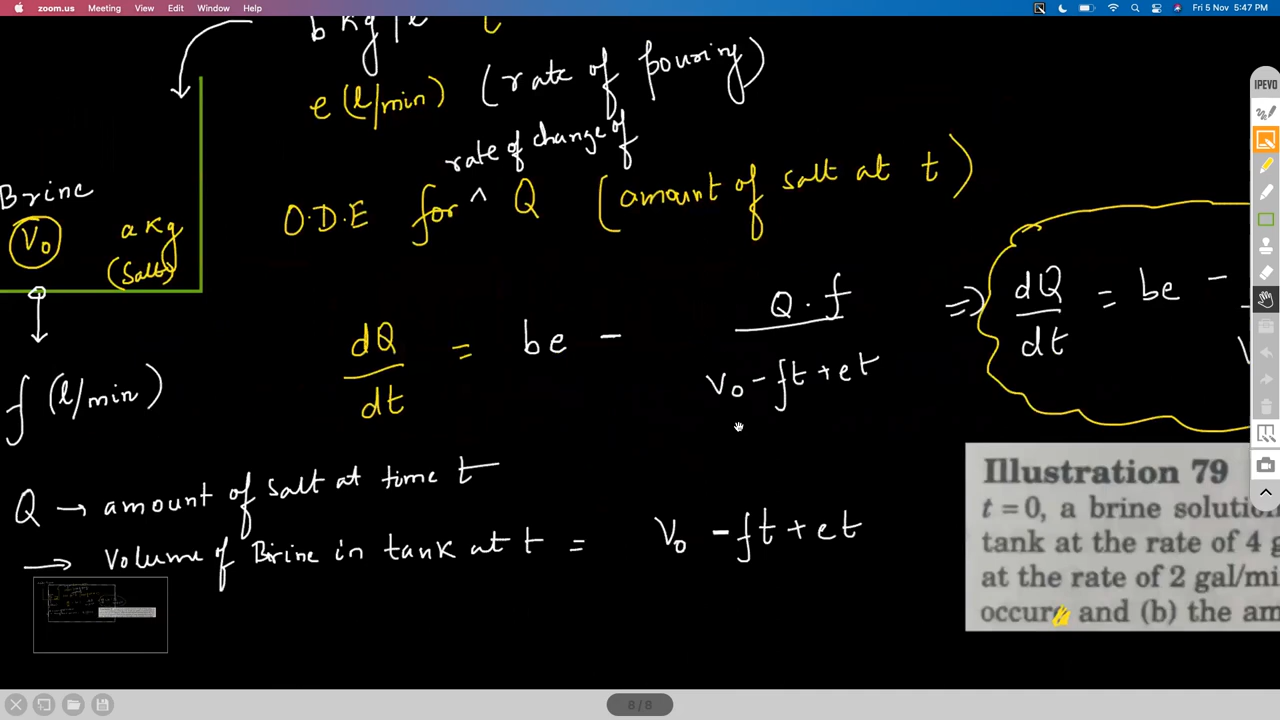 zoom.us Meeting View Edit Window Help
Fri 5 Nov 5:47 PM
b kg/l
IPEVO
e (l/min) (rate of pouring)
rate of change of
O.D.E for ^ Q (amount of salt at t)
Brine
V₀ a Kg
(Salt)
dQ/dt = be - Q·f/(V₀ - ft + et) => dQ/dt = be -
f (l/min)
Q → amount of salt at time t
→ Volume of Birine in tank at t = V₀ - ft + et
Illustration 79
t = 0, a brine solution
tank at the rate of 4 g
at the rate of 2 gal/mi
occurs and (b) the am
8 / 8